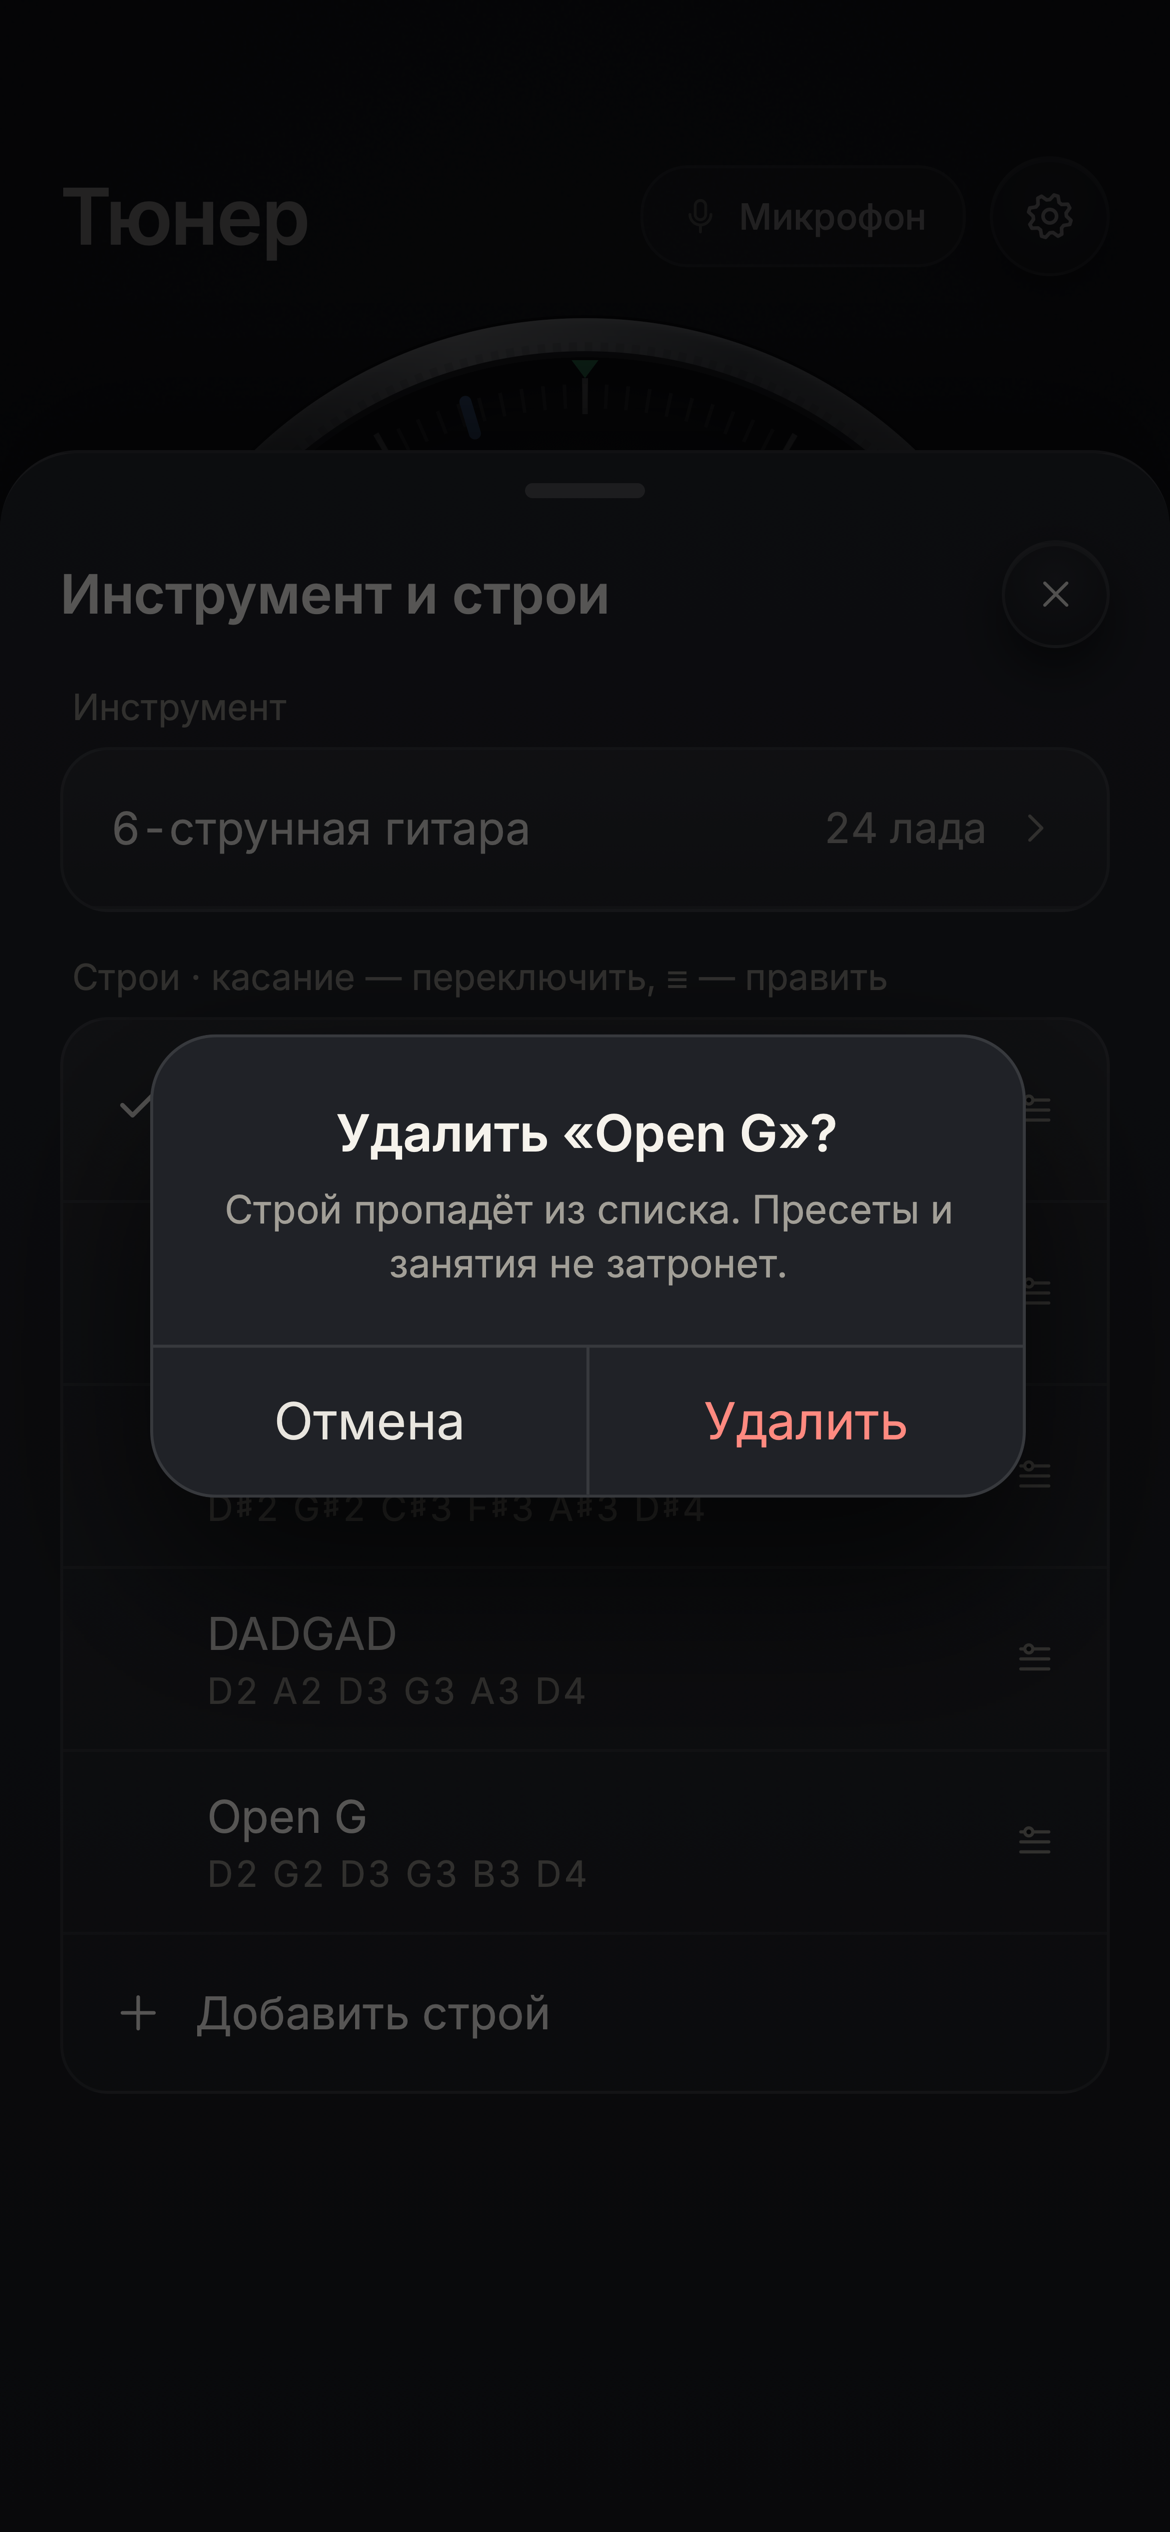 Тюнер
Микрофон
Инструмент и строи
Инструмент
6-струнная гитара
24 лада
Строи · касание — переключить, ≡ — править
Удалить «Open G»?
Строй пропадёт из списка. Пресеты и
занятия не затронет.
Отмена
Удалить
D#2 G#2 C#3 F#3 A#3 D#4
DADGAD
D2 A2 D3 G3 A3 D4
Open G
D2 G2 D3 G3 B3 D4
Добавить строй